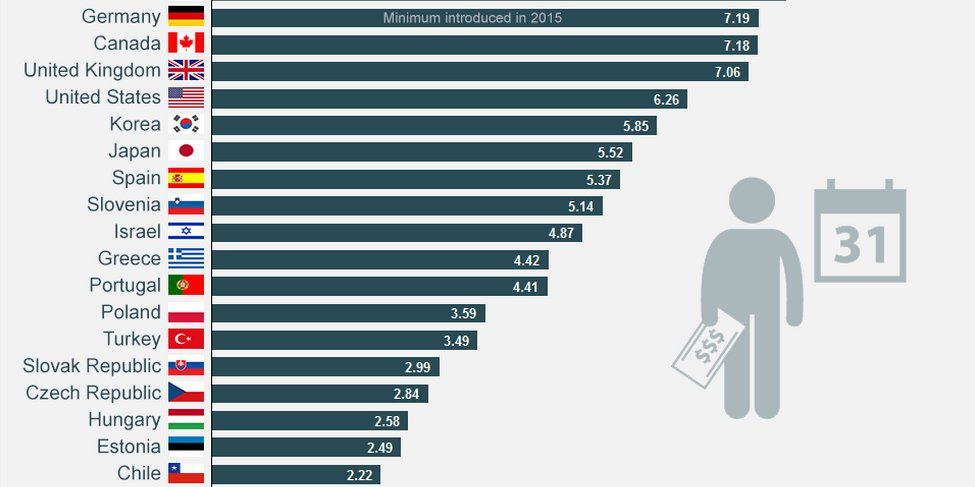 Germany Minimum introduced in 2015 7.19
Canada 7.18
United Kingdom 7.06
United States 6.26
Korea 5.85
Japan 5.52
Spain 5.37
Slovenia 5.14
Israel 4.87
Greece 4.42
Portugal 4.41
Poland 3.59
Turkey 3.49
Slovak Republic 2.99
Czech Republic 2.84
Hungary 2.58
Estonia 2.49
Chile 2.22
31
$$$